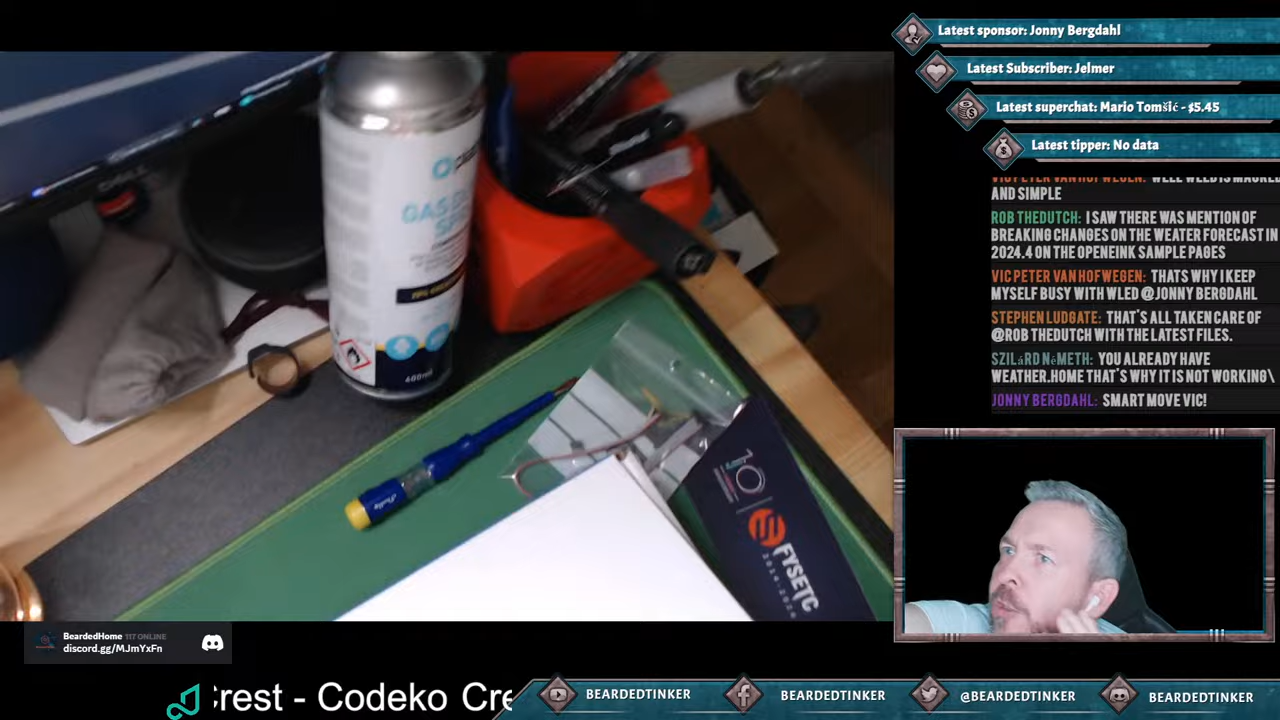 Latest sponsor: Jonny Bergdahl
Latest Subscriber: Jelmer
Latest superchat: Mario Tomšić - $5.45
Latest tipper: No data
AND SIMPLE
ROB THEDUTCH: I SAW THERE WAS MENTION OF
BREAKING CHANGES ON THE WEATER FORECAST IN
2024.4 ON THE OPENEINK SAMPLE PAGES
VIC PETER VAN HOFWEGEN: THATS WHY I KEEP
MYSELF BUSY WITH WLED @JONNY BERGDAHL
STEPHEN LUDGATE: THAT'S ALL TAKEN CARE OF
@ROB THEDUTCH WITH THE LATEST FILES.
SZILáRD NéMETH: YOU ALREADY HAVE
WEATHER.HOME THAT'S WHY IT IS NOT WORKING\
JONNY BERGDAHL: SMART MOVE VIC!
GAS
400ml
10
FYSETC
BeardedHome 117 ONLINE
discord.gg/MJmYxFn
Crest - Codeko Cre
BEARDEDTINKER
BEARDEDTINKER
@BEARDEDTINKER
BEARDEDTINKER